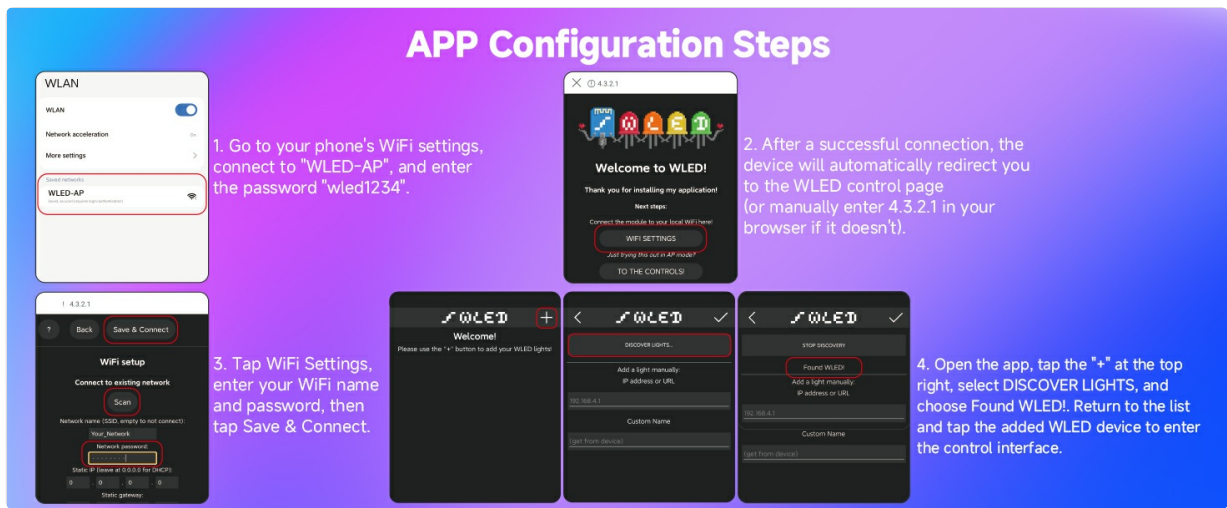 APP Configuration Steps
WLAN
WLAN
Network acceleration
On
More settings
Saved networks
WLED-AP
1. Go to your phone's WiFi settings,
connect to "WLED-AP", and enter
the password "wled1234".
4.3.2.1
WLED
Welcome to WLED!
Thank you for installing my application!
Next steps:
Connect the module to your local WiFi here!
WIFI SETTINGS
Just trying this out in AP mode?
TO THE CONTROLS!
2. After a successful connection, the
device will automatically redirect you
to the WLED control page
(or manually enter 4.3.2.1 in your
browser if it doesn't).
! 4.3.2.1
? Back Save & Connect
WiFi setup
Connect to existing network
Scan
Network name (SSID, empty to not connect):
Your_Network
Network password:
Static IP (leave at 0.0.0.0 for DHCP):
0 . 0 . 0 . 0
Static gateway:
3. Tap WiFi Settings,
enter your WiFi name
and password, then
tap Save & Connect.
WLED +
Welcome!
Please use the "+" button to add your WLED lights!
WLED
DISCOVER LIGHTS...
Add a light manually:
IP address or URL
192.168.4.1
Custom Name
(get from device)
WLED
STOP DISCOVERY
Found WLED!
Add a light manually:
IP address or URL
192.168.4.1
Custom Name
(get from device)
4. Open the app, tap the "+" at the top
right, select DISCOVER LIGHTS, and
choose Found WLED!. Return to the list
and tap the added WLED device to enter
the control interface.